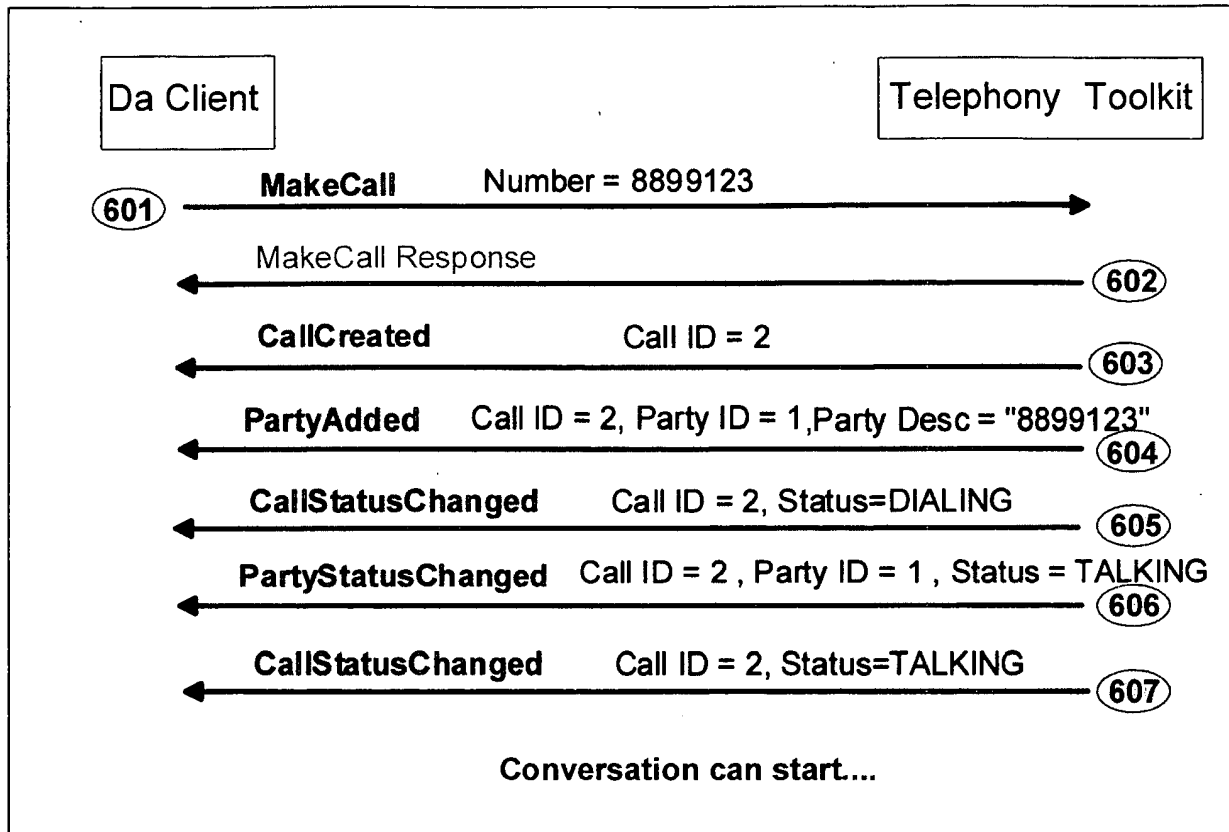 Da Client
Telephony Toolkit
MakeCall Number = 8899123
601
MakeCall Response
602
CallCreated Call ID = 2
603
PartyAdded Call ID = 2, Party ID = 1,Party Desc = "8899123"
604
CallStatusChanged Call ID = 2, Status=DIALING
605
PartyStatusChanged Call ID = 2 , Party ID = 1 , Status = TALKING
606
CallStatusChanged Call ID = 2, Status=TALKING
607
Conversation can start....